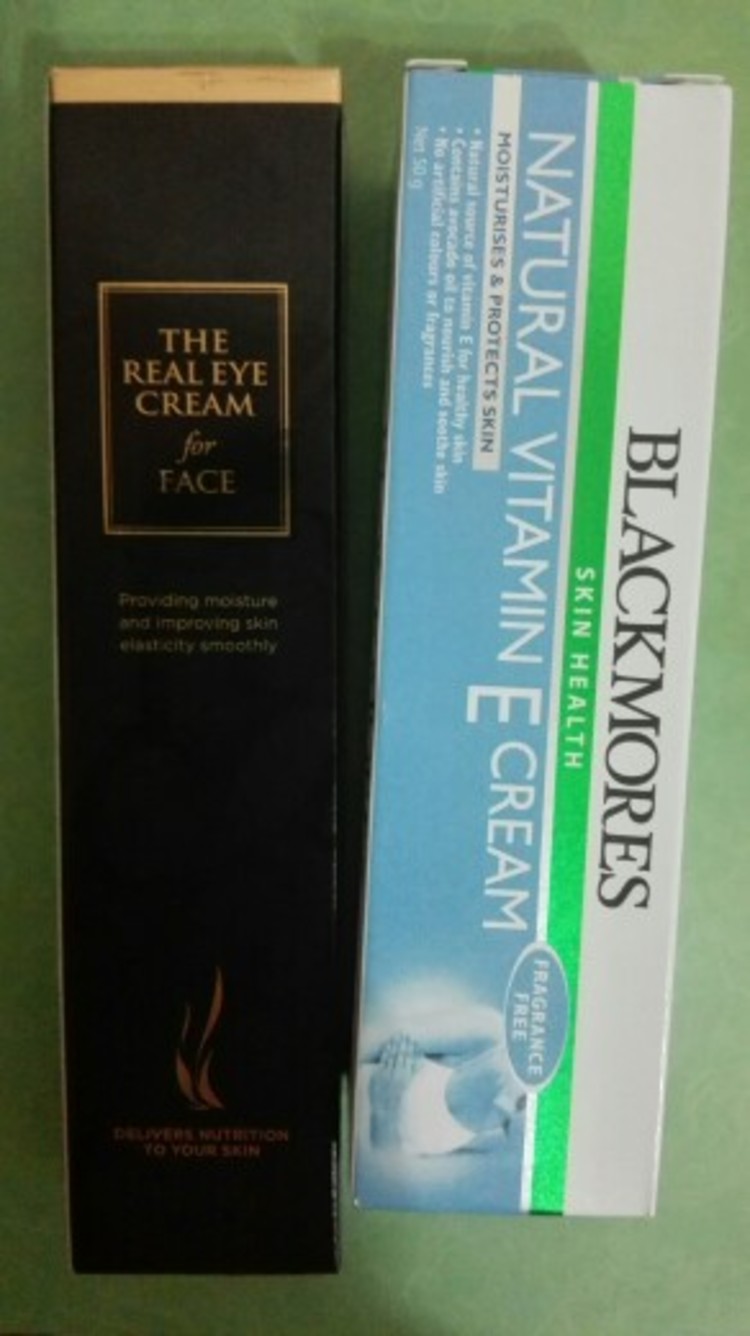 THE
REAL EYE
CREAM
for
FACE
Providing moisture
and improving skin
elasticity smoothly
DELIVERS NUTRITION
TO YOUR SKIN
BLACKMORES
SKIN HEALTH
NATURAL VITAMIN E CREAM
MOISTURISES & PROTECTS SKIN
• Natural source of vitamin E for healthy skin
• Contains avocado oil to nourish and soothe skin
• No artificial colours or fragrances
Net 50 g
FRAGRANCE
FREE